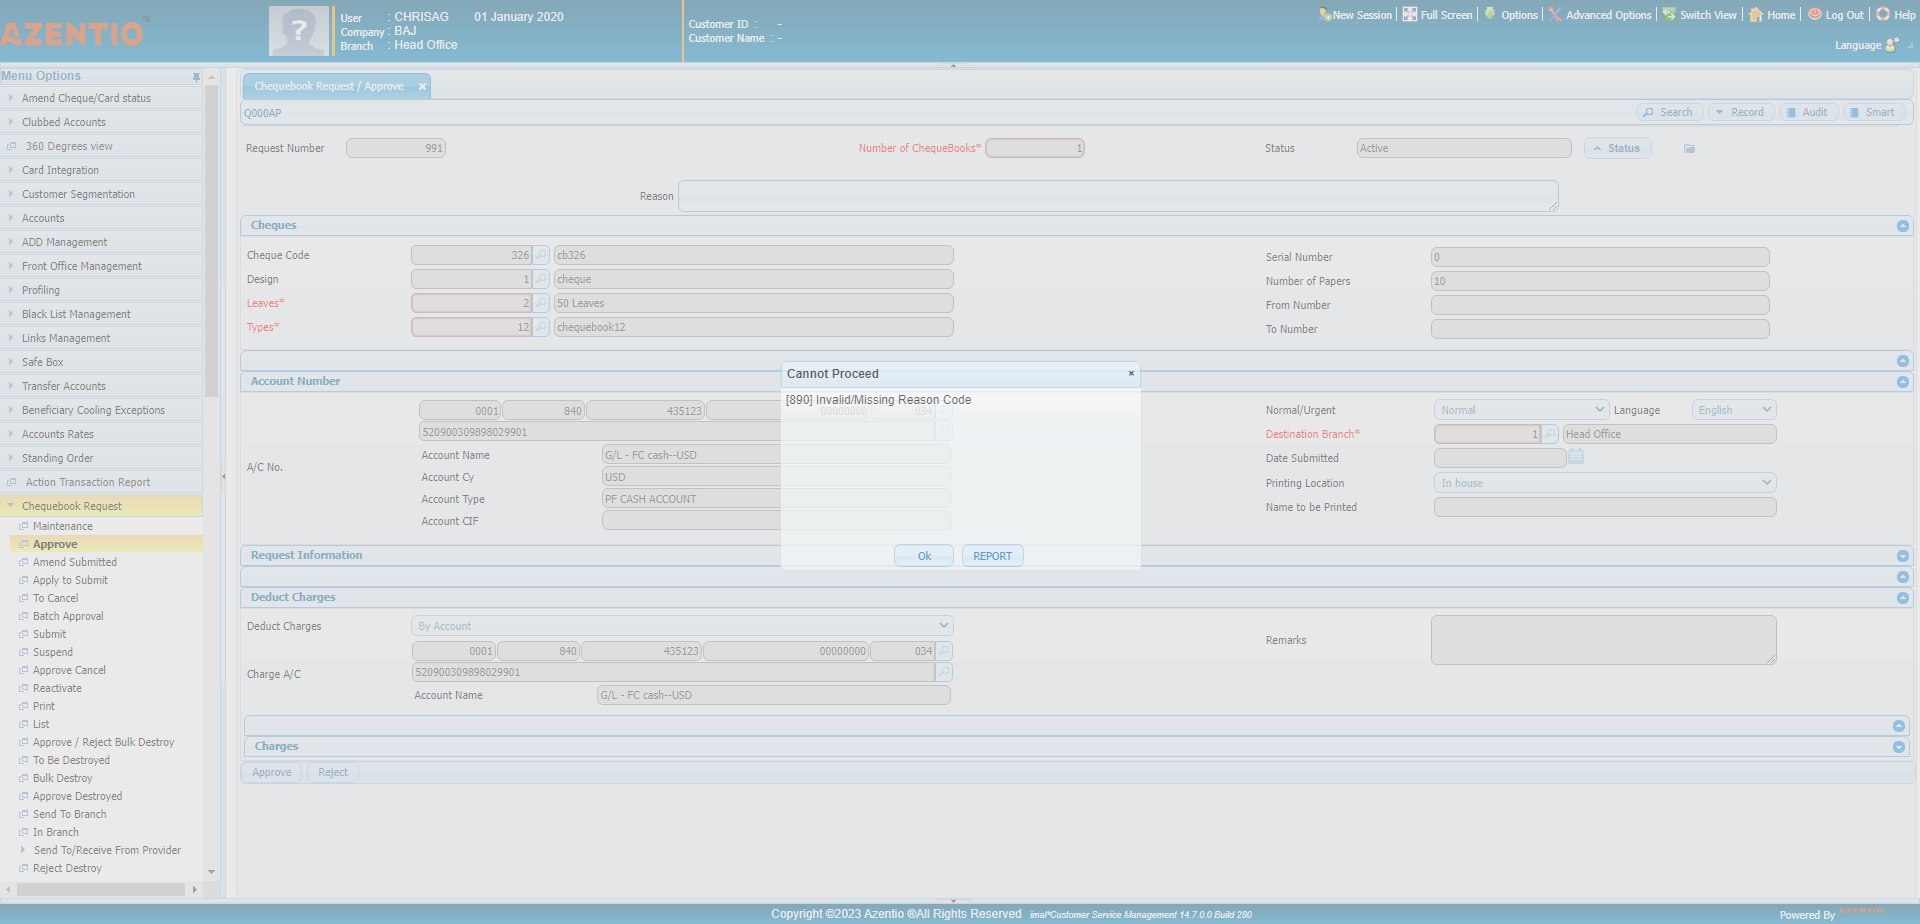 AZENTIO™
User : CHRISAG 01 January 2020
Company : BAJ
Branch : Head Office
Customer ID : -
Customer Name : -
New Session
Full Screen
Options
Advanced Options
Switch View
Home
Log Out
Help
Language
Menu Options
Amend Cheque/Card status
Clubbed Accounts
360 Degrees view
Card Integration
Customer Segmentation
Accounts
ADD Management
Front Office Management
Profiling
Black List Management
Links Management
Safe Box
Transfer Accounts
Beneficiary Cooling Exceptions
Accounts Rates
Standing Order
Action Transaction Report
Chequebook Request
Maintenance
Approve
Amend Submitted
Apply to Submit
To Cancel
Batch Approval
Submit
Suspend
Approve Cancel
Reactivate
Print
List
Approve / Reject Bulk Destroy
To Be Destroyed
Bulk Destroy
Approve Destroyed
Send To Branch
In Branch
Send To/Receive From Provider
Reject Destroy
Chequebook Request / Approve
Q000AP
Search
Record
Audit
Smart
Request Number 991
Number of ChequeBooks* 1
Status Active
Status
Reason
Cheques
Cheque Code 326 cb326
Design 1 cheque
Leaves* 2 50 Leaves
Types* 12 chequebook12
Serial Number 0
Number of Papers 10
From Number
To Number
Account Number
0001 840 435123 00000000 034
520900309898029901
A/C No.
Account Name G/L - FC cash--USD
Account Cy USD
Account Type PF CASH ACCOUNT
Account CIF
Normal/Urgent Normal Language English
Destination Branch* 1 Head Office
Date Submitted
Printing Location In house
Name to be Printed
Cannot Proceed
[890] Invalid/Missing Reason Code
Ok REPORT
Request Information
Deduct Charges
Deduct Charges By Account
0001 840 435123 00000000 034
Charge A/C 520900309898029901
Account Name G/L - FC cash--USD
Remarks
Charges
Approve Reject
Copyright ©2023 Azentio ®All Rights Reserved imal*Customer Service Management 14.7.0.0 Build 280
Powered By AZENTIO